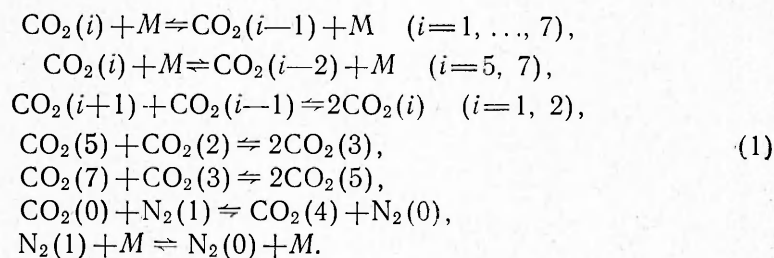 CO₂(i)+M⇌CO₂(i—1)+M (i=1, ..., 7),
CO₂(i)+M⇌CO₂(i—2)+M (i=5, 7),
CO₂(i+1)+CO₂(i—1)⇌2CO₂(i) (i=1, 2),
CO₂(5)+CO₂(2)⇌2CO₂(3),
(1)
CO₂(7)+CO₂(3)⇌2CO₂(5),
CO₂(0)+N₂(1)⇌CO₂(4)+N₂(0),
N₂(1)+M⇌N₂(0)+M.